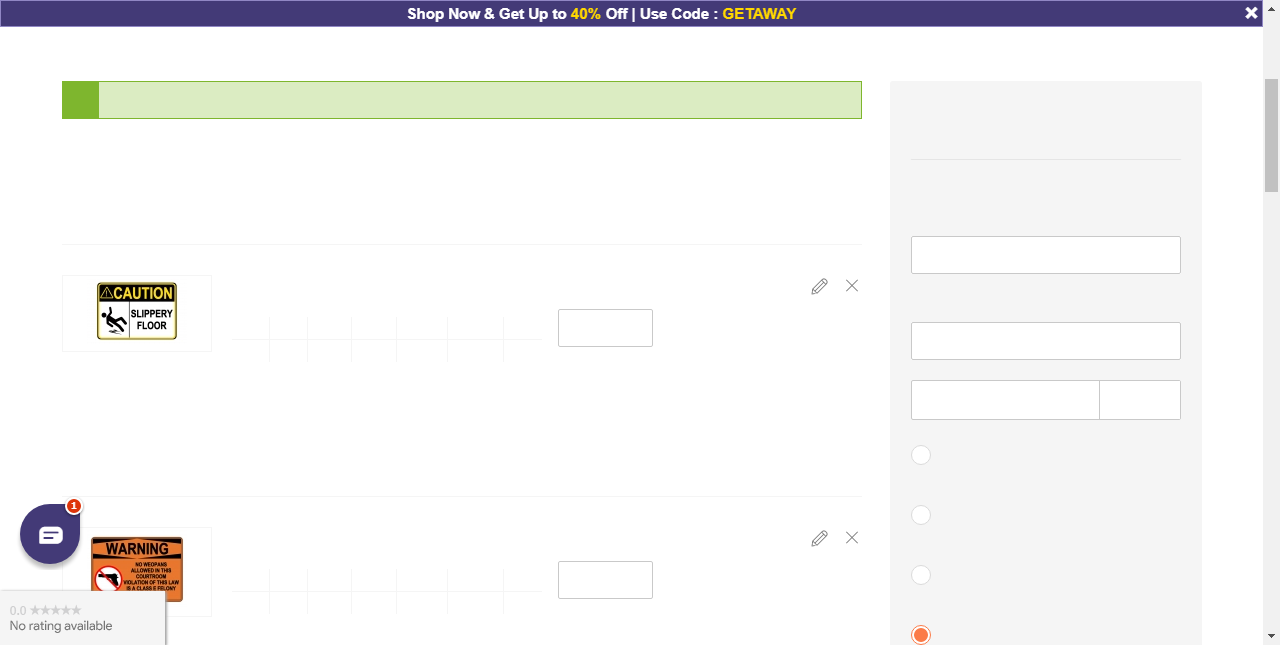 Shop Now & Get Up to 40% Off | Use Code : GETAWAY
CAUTION
SLIPPERY
FLOOR
1
WARNING
NO WEOPANS
ALLOWED IN THIS
COURTROOM
VIOLATION OF THIS LAW
IS A CLASS E FELONY
0.0 ★★★★★
No rating available